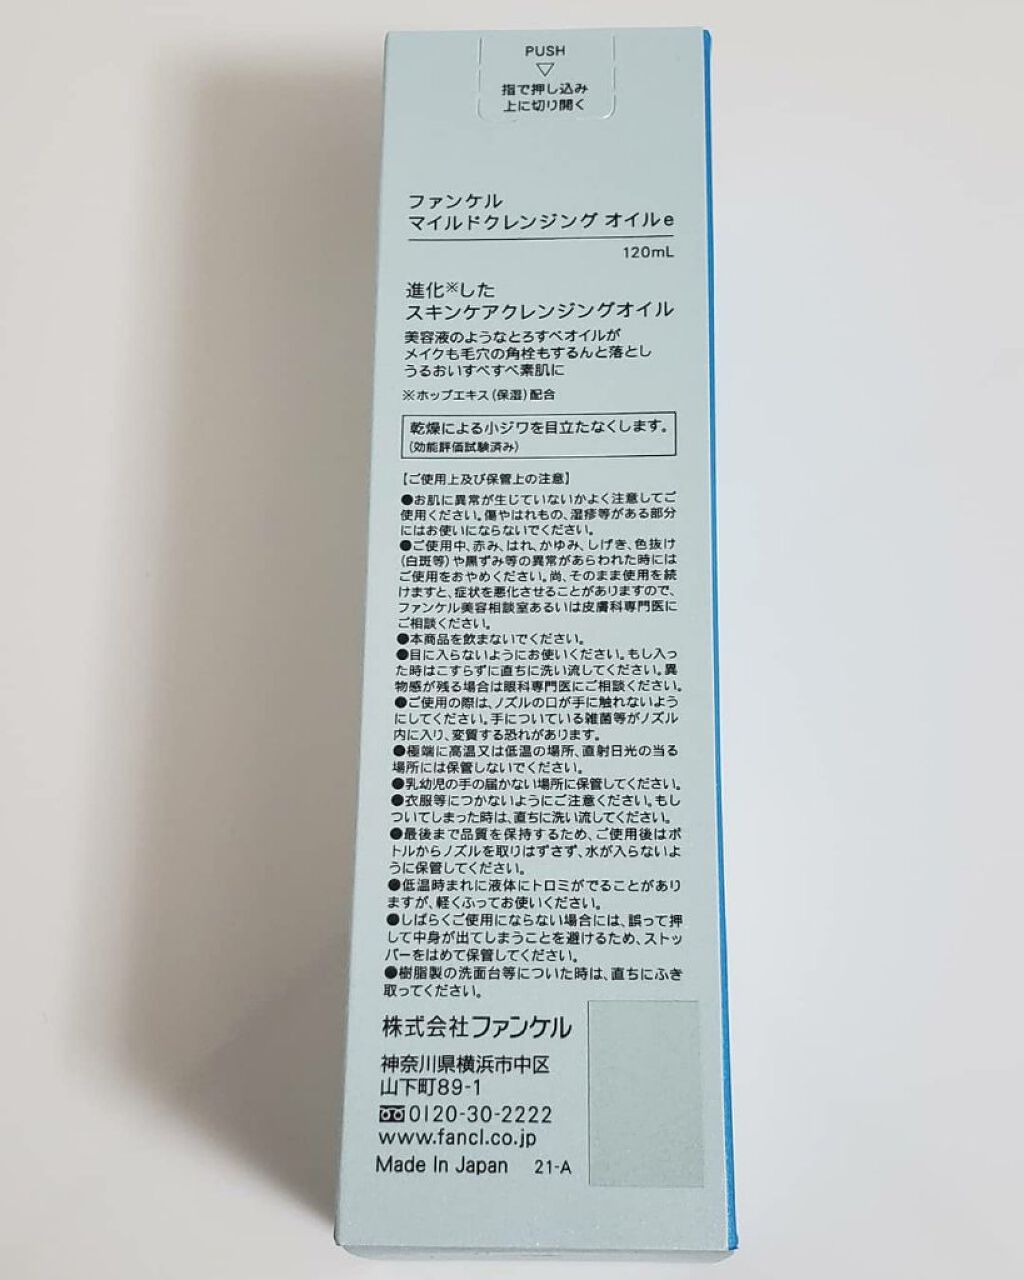 PUSH
▽
指で押し込み
上に切り開く
ファンケル
マイルドクレンジング オイルe
120mL
進化※した
スキンケアクレンジングオイル
美容液のようなとろすべオイルが
メイクも毛穴の角栓もするんと落とし
うるおいすべすべ素肌に
※ホップエキス(保湿)配合
乾燥による小ジワを目立たなくします。
(効能評価試験済み)
【ご使用上及び保管上の注意】
●お肌に異常が生じていないかよく注意してご
使用ください。傷やはれもの、湿疹等がある部分
にはお使いにならないでください。
●ご使用中、赤み、はれ、かゆみ、しげき、色抜け
(白斑等)や黒ずみ等の異常があらわれた時には
ご使用をおやめください。尚、そのまま使用を続
けますと、症状を悪化させることがありますので、
ファンケル美容相談室あるいは皮膚科専門医に
ご相談ください。
●本商品を飲まないでください。
●目に入らないようにお使いください。もし入っ
た時はこすらずに直ちに洗い流してください。異
物感が残る場合は眼科専門医にご相談ください。
●ご使用の際は、ノズルの口が手に触れないよう
にしてください。手についている雑菌等がノズル
内に入り、変質する恐れがあります。
●極端に高温又は低温の場所、直射日光の当る
場所には保管しないでください。
●乳幼児の手の届かない場所に保管してください。
●衣服等につかないようにご注意ください。もし
ついてしまった時は、直ちに洗い流してください。
●最後まで品質を保持するため、ご使用後はボ
トルからノズルを取りはずさず、水が入らないよ
うに保管してください。
●低温時まれに液体にトロミがでることがあり
ますが、軽くふってお使いください。
●しばらくご使用にならない場合には、誤って押
して中身が出てしまうことを避けるため、ストッ
パーをはめて保管してください。
●樹脂製の洗面台等についた時は、直ちにふき
取ってください。
株式会社ファンケル
神奈川県横浜市中区
山下町89-1
0120-30-2222
www.fancl.co.jp
Made In Japan 21-A